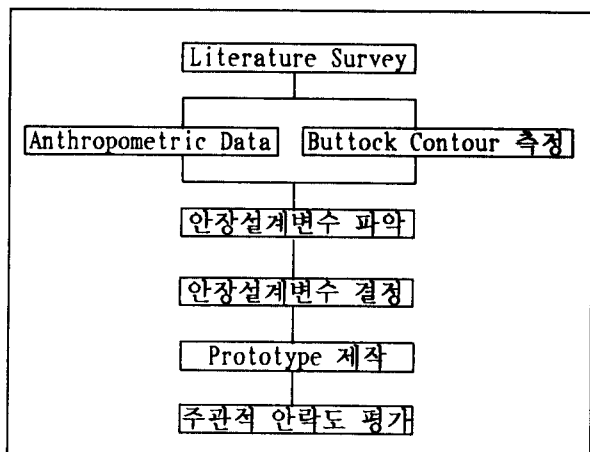 Literature Survey
Anthropometric Data
Buttock Contour 측정
안장설계변수 파악
안장설계변수 결정
Prototype 제작
주관적 안락도 평가